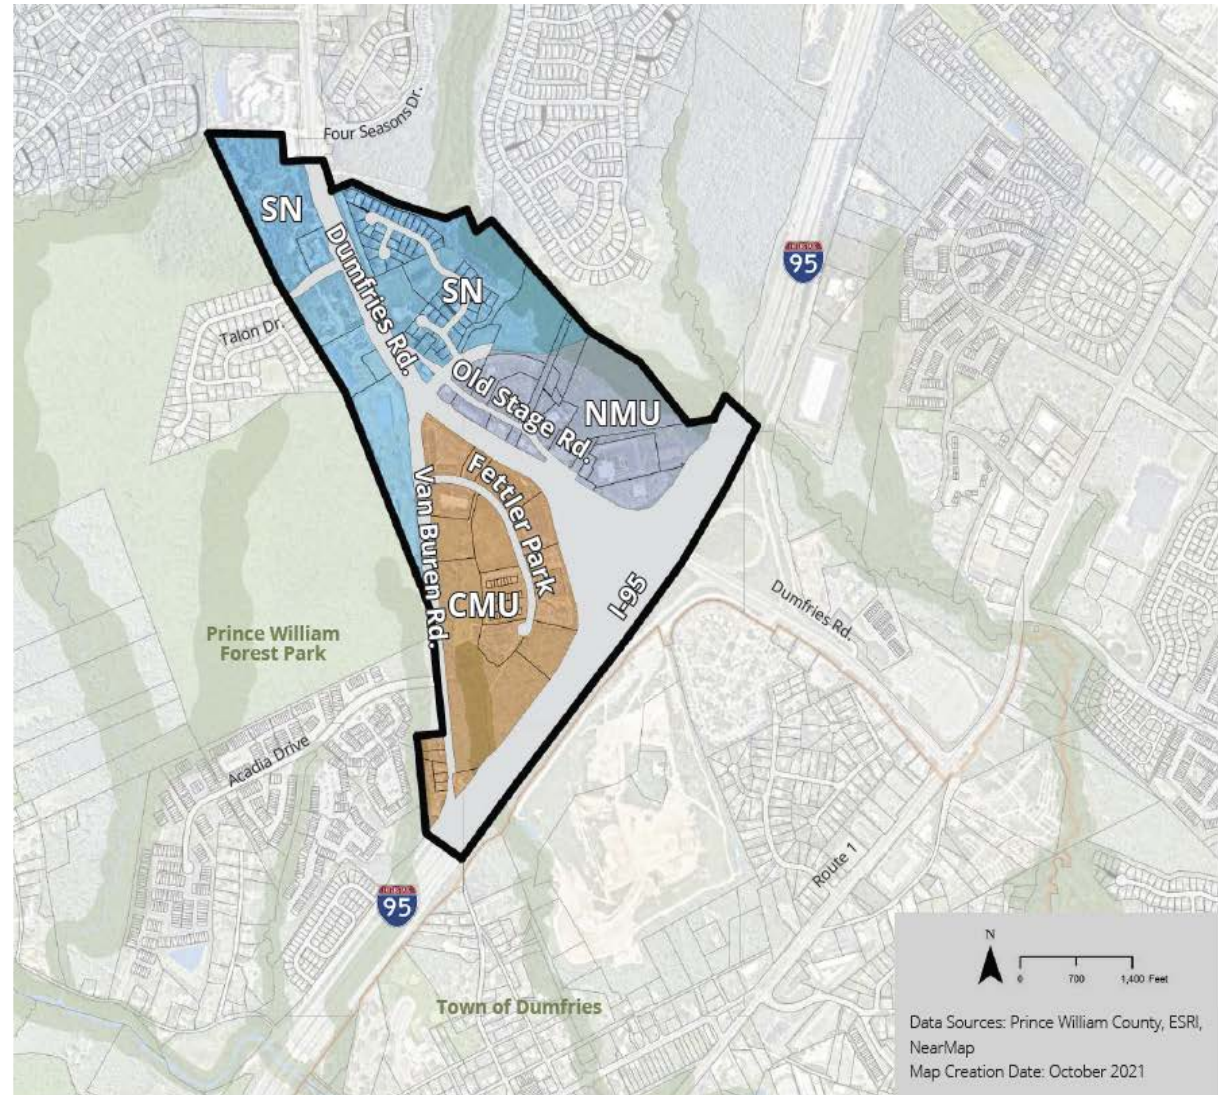 Four Seasons Dr.
SN
Dumfries Rd.
SN
95
Talon Dr.
Old Stage Rd.
NMU
Fettler Park
Van Buren Rd.
CMU
I-95
Dumfries Rd.
Prince William
Forest Park
Acadia Drive
Route 1
95
Town of Dumfries
N
0 700 1,400 Feet
Data Sources: Prince William County, ESRI,
NearMap
Map Creation Date: October 2021